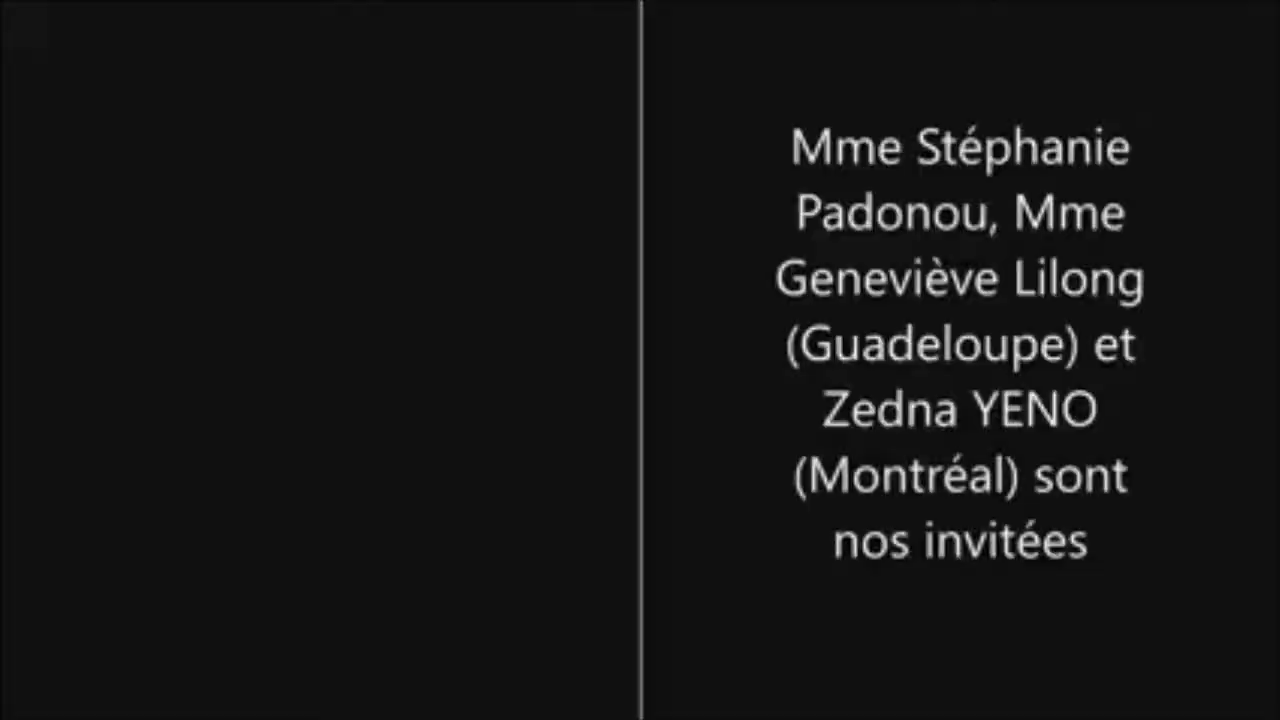 Mme Stéphanie
Padonou, Mme
Geneviève Lilong
(Guadeloupe) et
Zedna YENO
(Montréal) sont
nos invitées